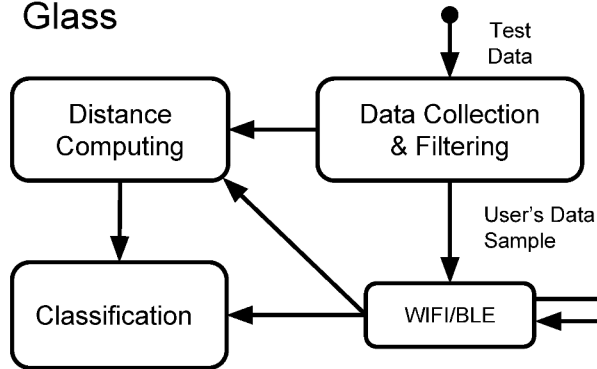 Glass
Test
Data
Distance
Computing
Data Collection
& Filtering
User's Data
Sample
Classification
WIFI/BLE